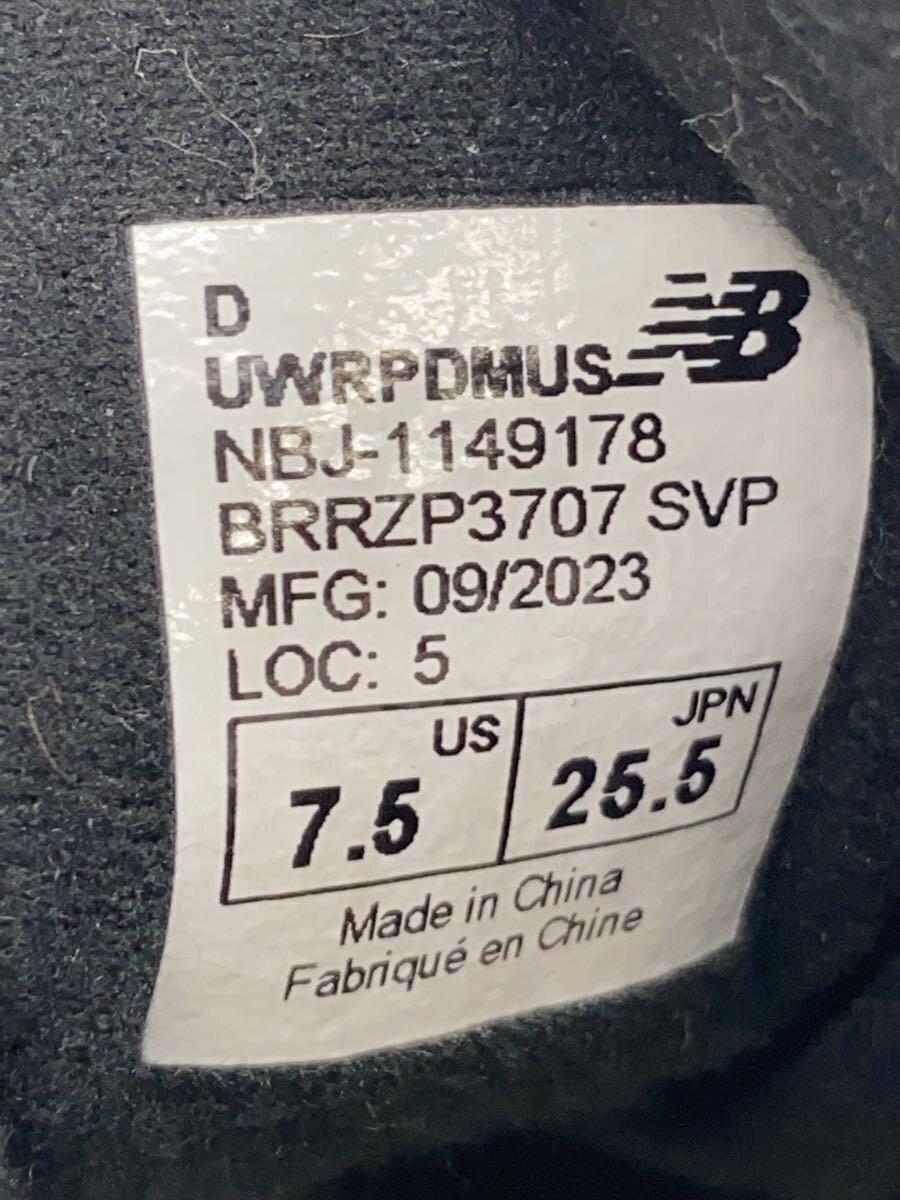 D
UWRPDMUS
NB
NBJ-1149178
BRRZP3707 SVP
MFG: 09/2023
LOC: 5
US JPN
7.5 25.5
Made in China
Fabriqué en Chine